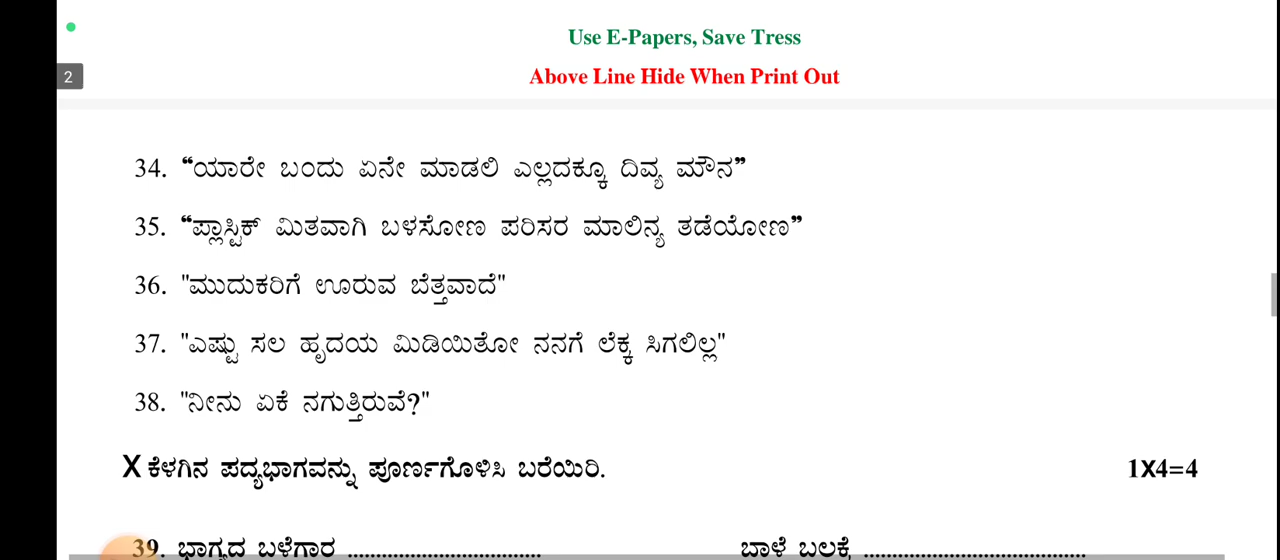 Use E-Papers, Save Tress
2
Above Line Hide When Print Out
34. “ಯಾರೇ ಬಂದು ಏನೇ ಮಾಡಲಿ ಎಲ್ಲದಕ್ಕೂ ದಿವ್ಯ ಮೌನ”
35. “ಪ್ಲಾಸ್ಟಿಕ್ ಮಿತವಾಗಿ ಬಳಸೋಣ ಪರಿಸರ ಮಾಲಿನ್ಯ ತಡೆಯೋಣ”
36. "ಮುದುಕರಿಗೆ ಊರುವ ಬೆತ್ತವಾದೆ"
37. "ಎಷ್ಟು ಸಲ ಹೃದಯ ಮಿಡಿಯಿತೋ ನನಗೆ ಲೆಕ್ಕ ಸಿಗಲಿಲ್ಲ"
38. "ನೀನು ಏಕೆ ನಗುತ್ತಿರುವೆ?"
X ಕೆಳಗಿನ ಪದ್ಯಭಾಗವನ್ನು ಪೂರ್ಣಗೊಳಿಸಿ ಬರೆಯಿರಿ. 1X4=4
39. ಭಾಗ್ಯದ ಬಳೆಗಾರ ................................... ಬಾಳೆ ಬಲಕ್ಕೆ ........................................